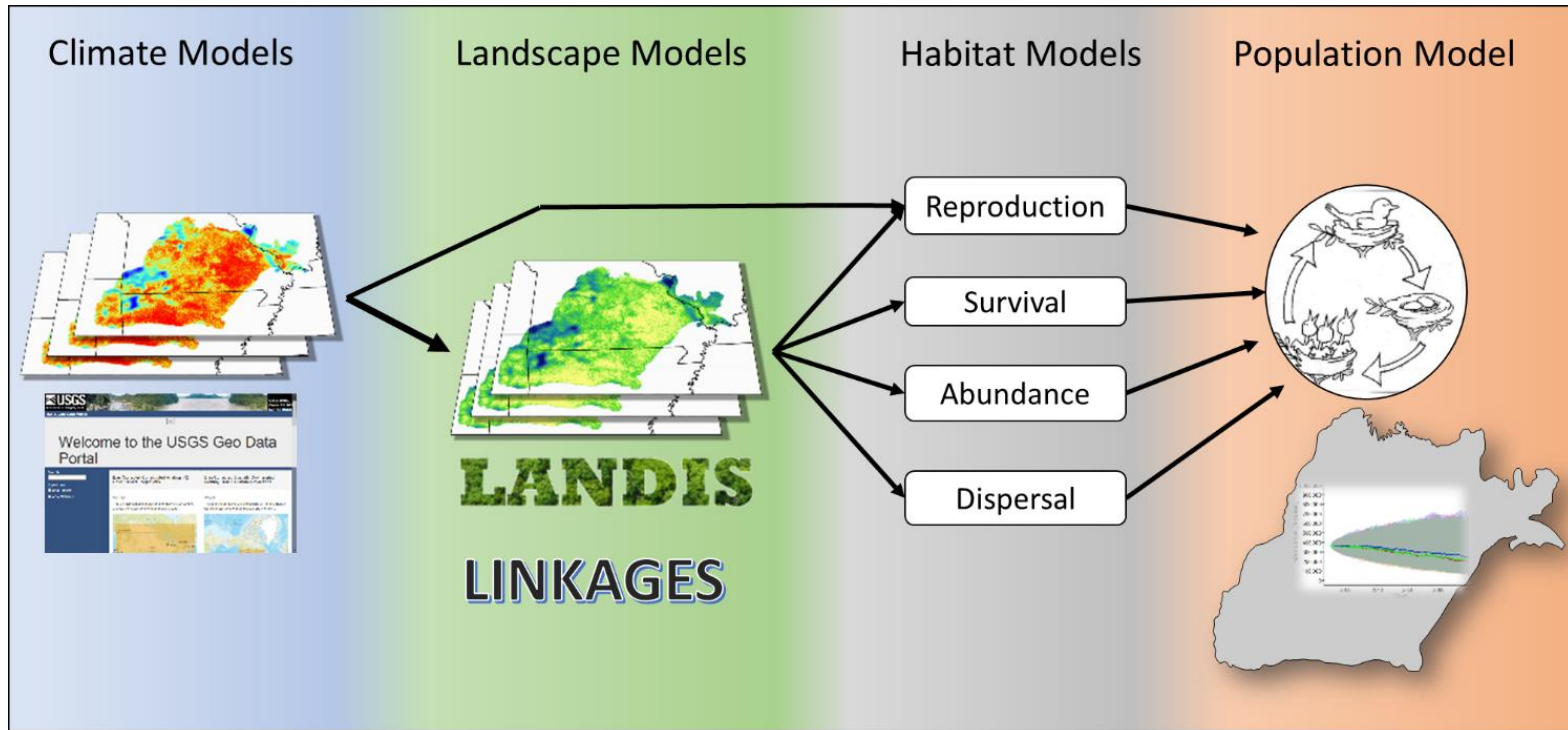 Climate Models
Landscape Models
Habitat Models
Population Model
Reproduction
Survival
Abundance
Dispersal
USGS
Welcome to the USGS Geo Data
Portal
LANDIS
LINKAGES